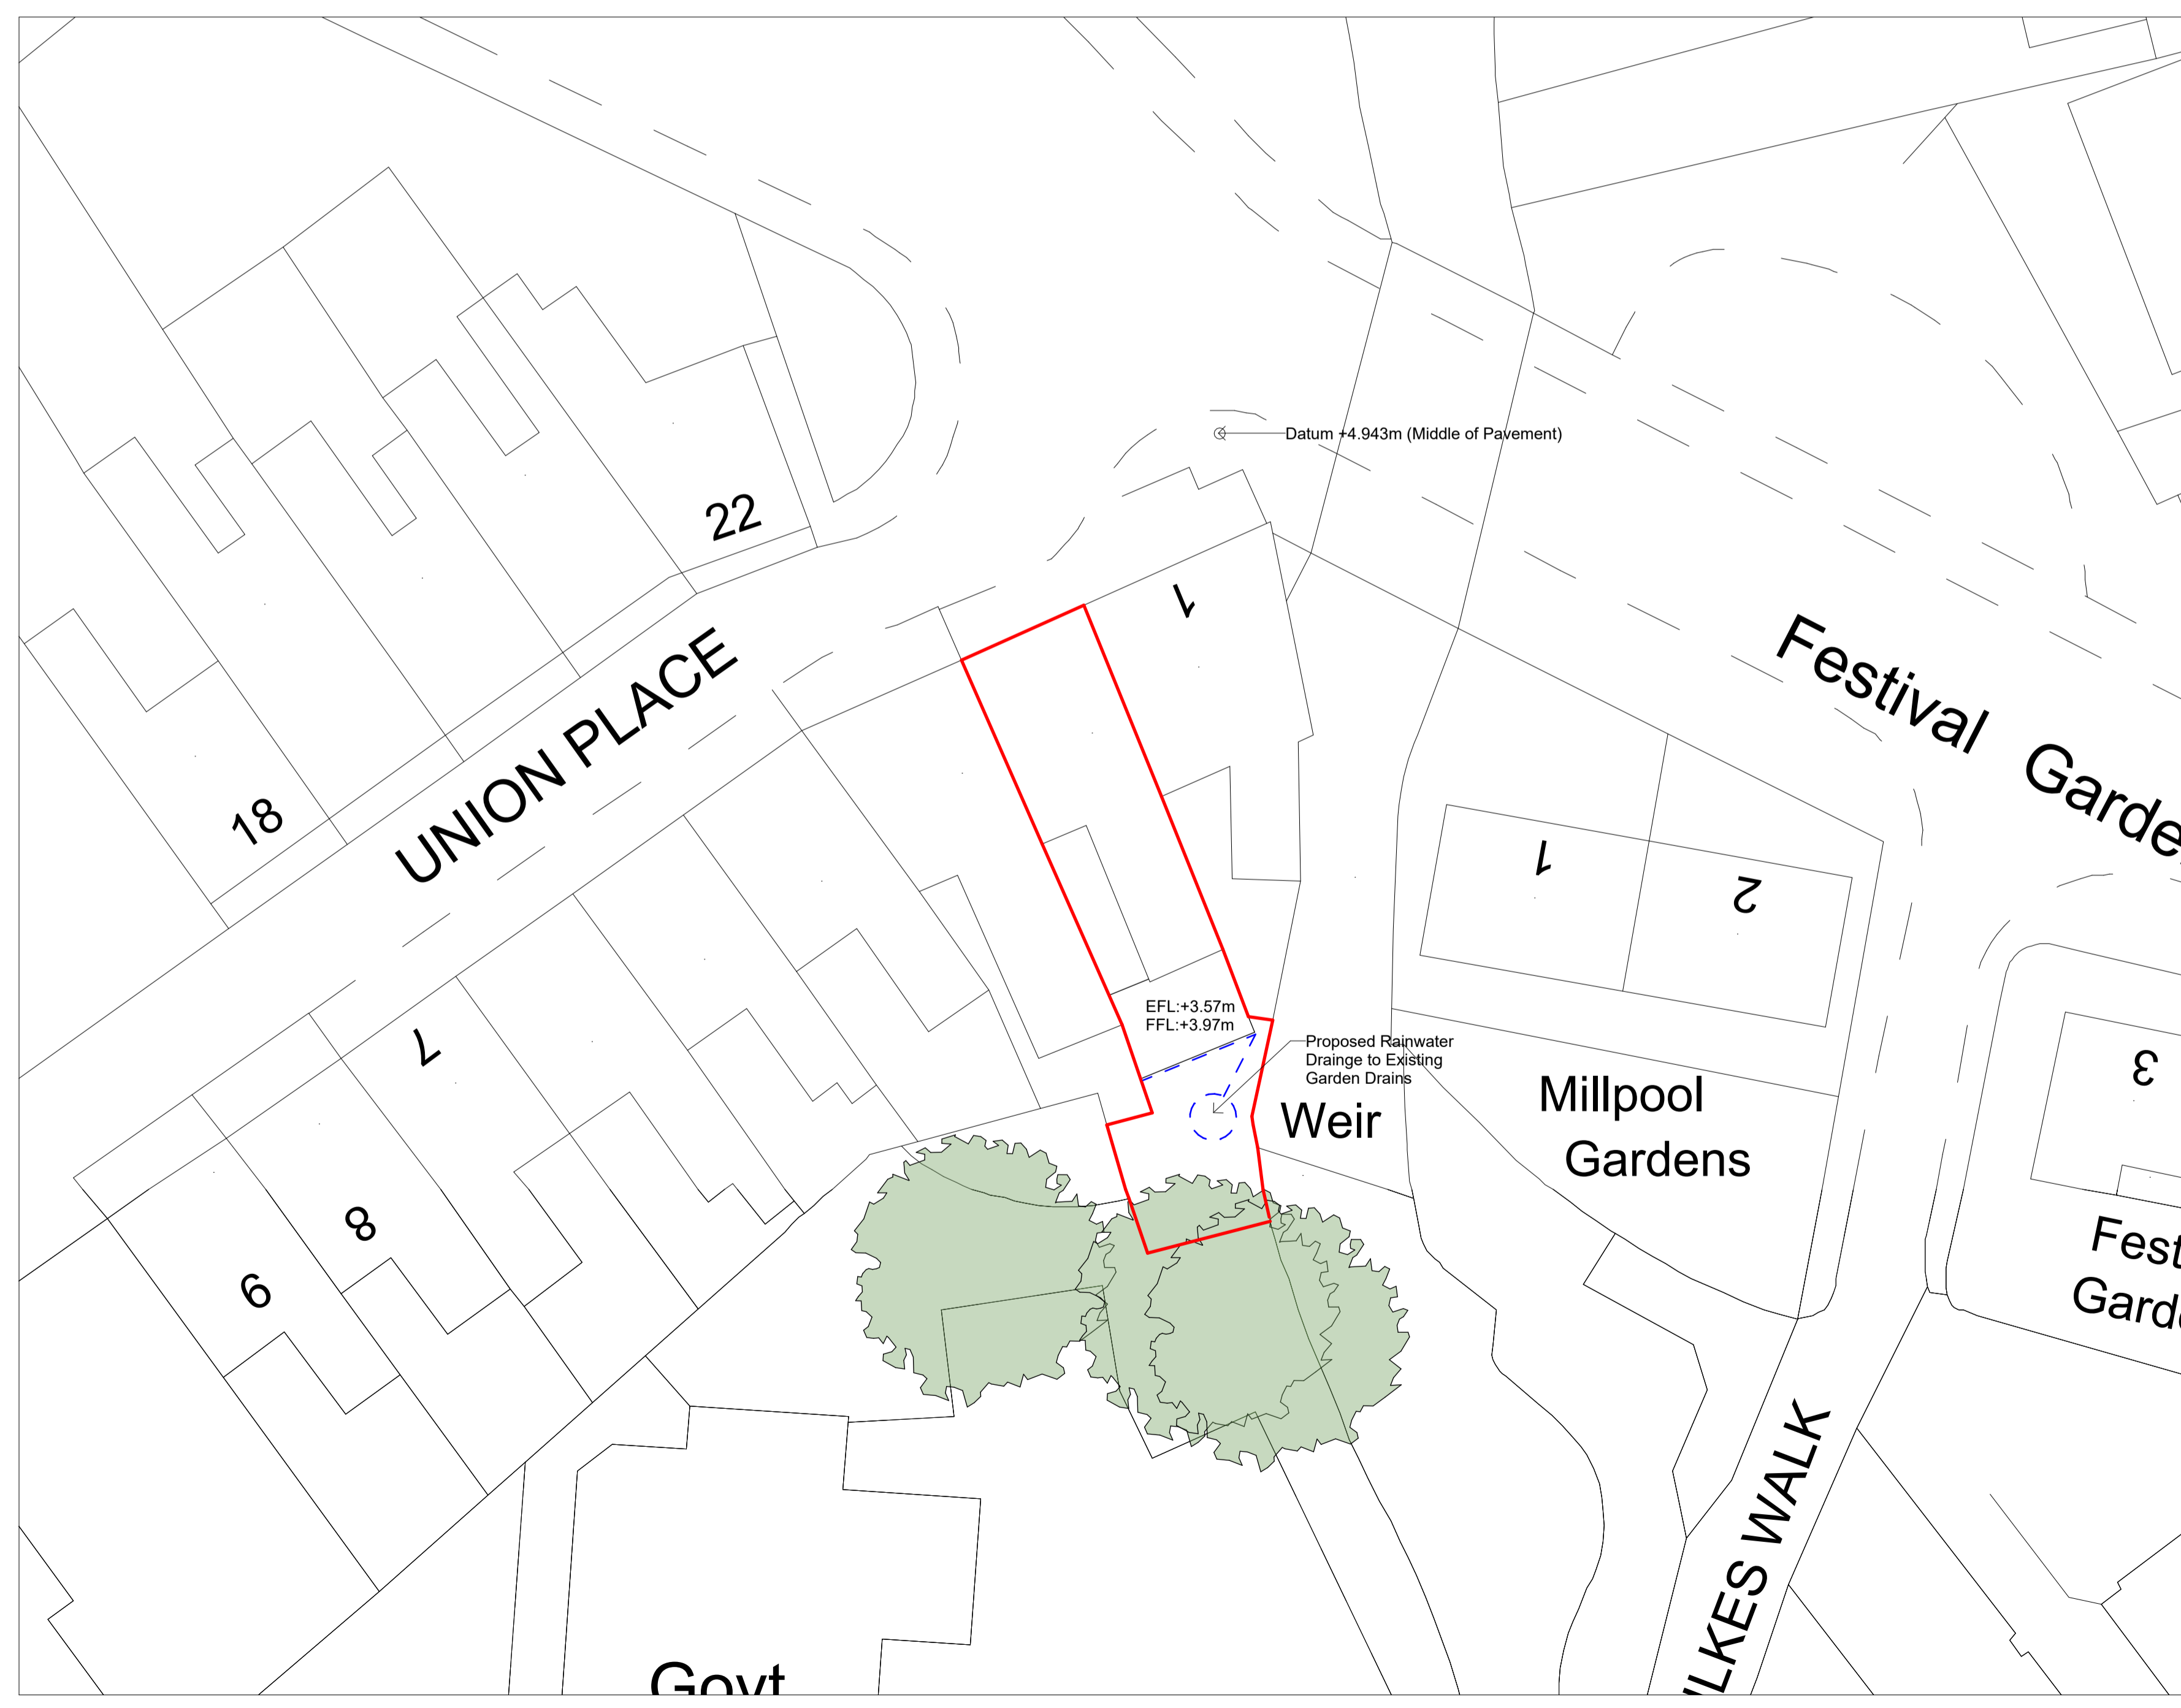 Datum +4.943m (Middle of Pavement)
22
1
UNION PLACE
18
Festival
Garde
1
2
EFL:+3.57m
FFL:+3.97m
Proposed Rainwater
Drainge to Existing
Garden Drains
7
Weir
Millpool
Gardens
3
8
9
Fest
Garde
ILKES WALK
Govt